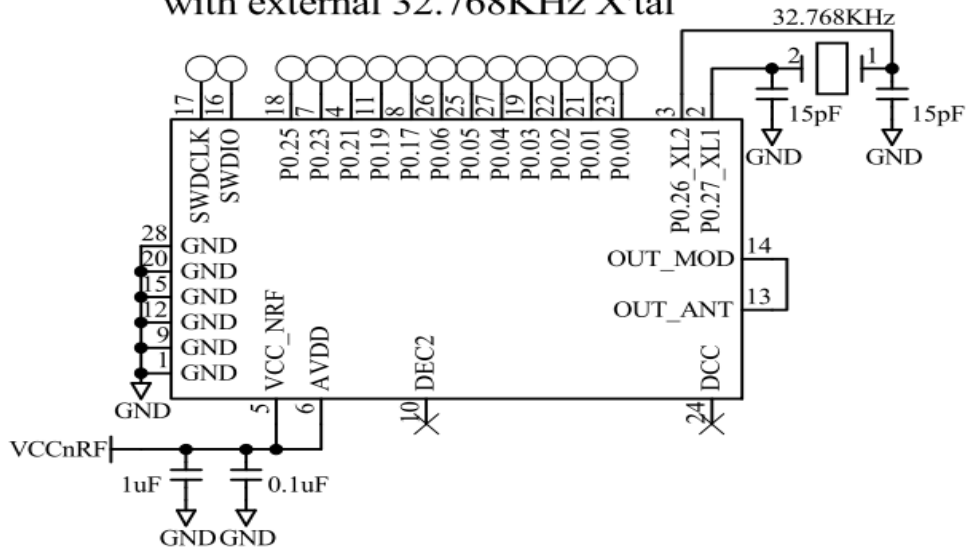 with external 32.768KHz X'tal
32.768KHz
2 1
15pF 15pF
GND GND
17 16 18 7 4 11 8 26 25 27 19 22 21 23 3 2
SWDCLK SWDIO P0.25 P0.23 P0.21 P0.19 P0.17 P0.06 P0.05 P0.04 P0.03 P0.02 P0.01 P0.00 P0.26_XL2 P0.27_XL1
28 GND
20 GND
15 GND
12 GND
9 GND
1 GND
GND
OUT_MOD 14
OUT_ANT 13
VCC_NRF AVDD DEC2 DCC
5 6 10 24
VCCnRF
1uF 0.1uF
GND GND